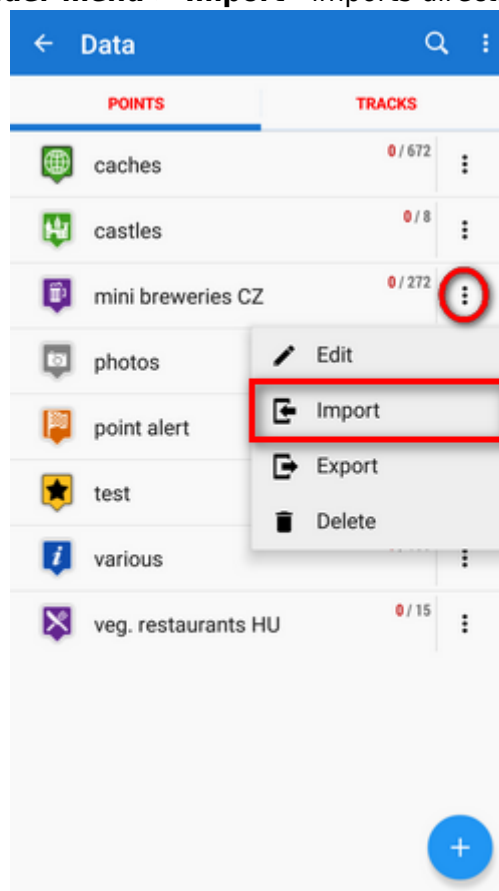 Import
Data
POINTS TRACKS
caches 0 / 672
castles 0 / 8
mini breweries CZ 0 / 272
photos
Edit
Import
point alert
Export
test
Delete
various
veg. restaurants HU 0 / 15